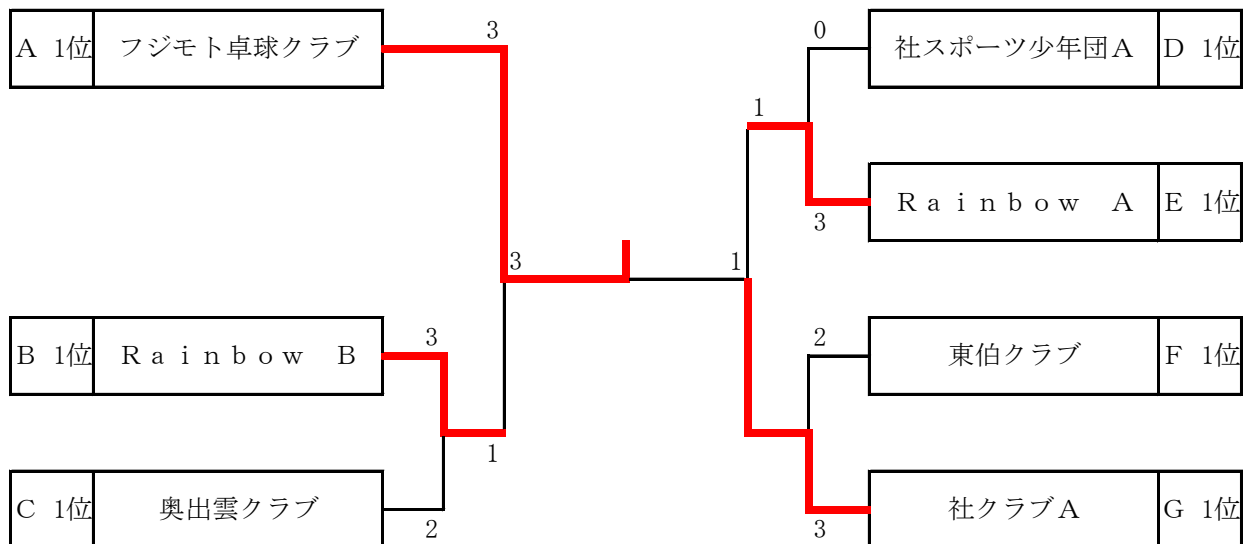 A 1位 フジモト卓球クラブ 3
0 社スポーツ少年団A D 1位
1
Rainbow A E 1位
3
3 1
B 1位 Rainbow B 3
2 東伯クラブ F 1位
1
C 1位 奥出雲クラブ 2
社クラブA G 1位
3